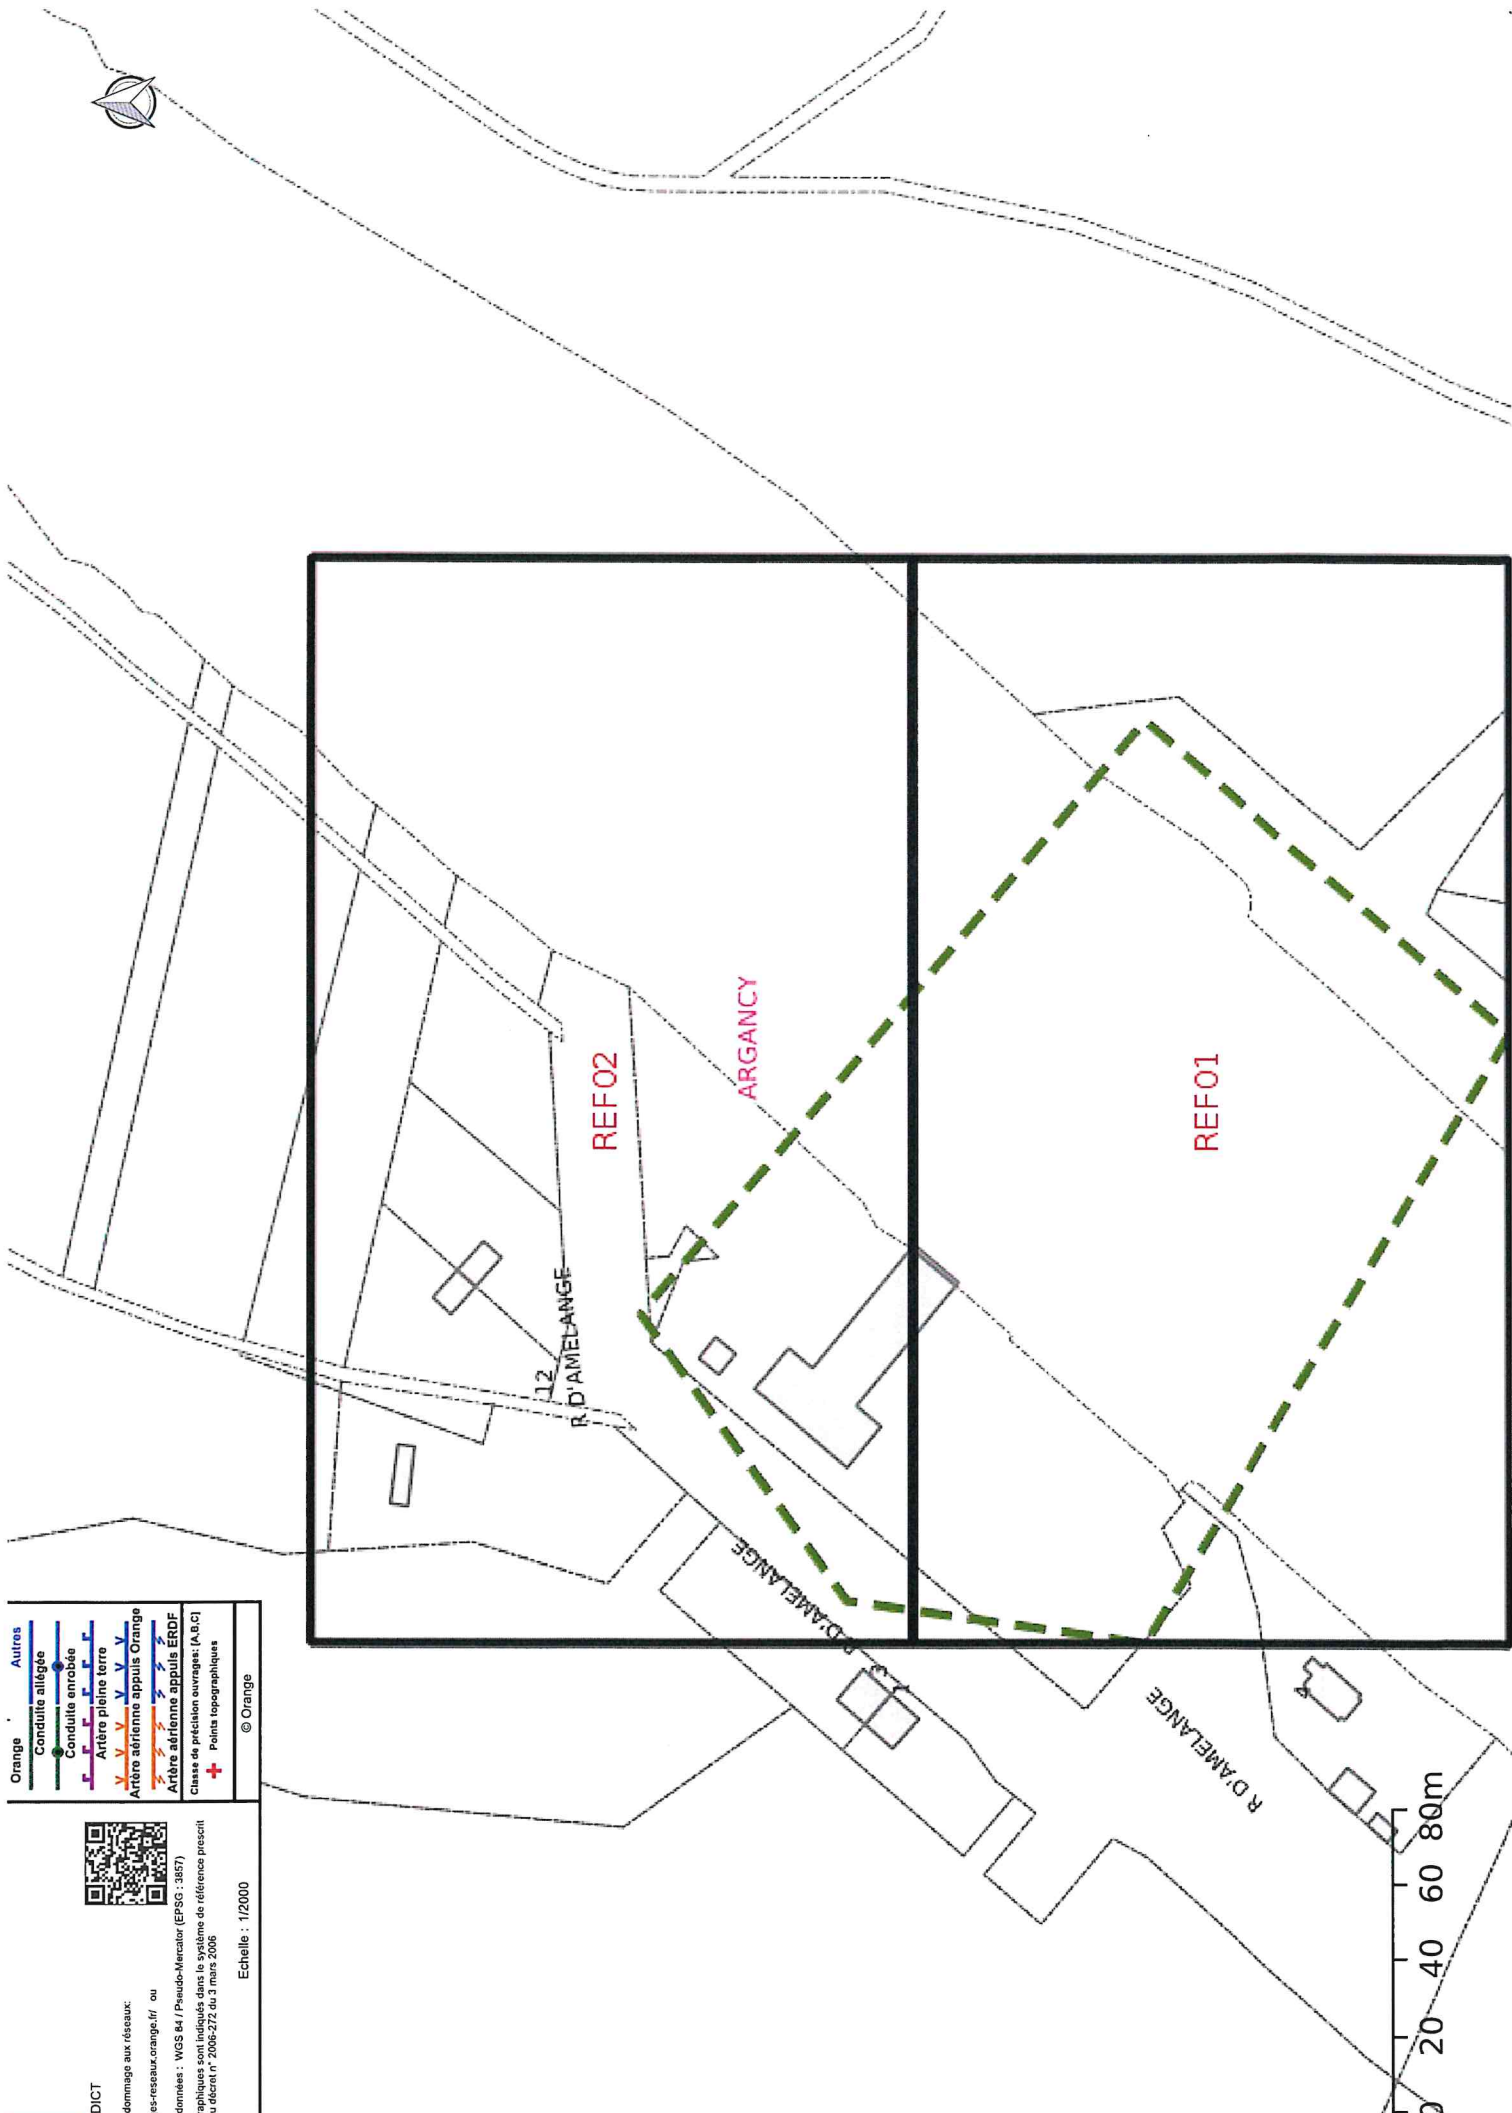 DICT
dommage aux réseaux:
es-reseaux.orange.fr/ ou
données : WGS 84 / Pseudo-Mercator (EPSG : 3857)
raphiques sont indiqués dans le système de référence prescrit
u décret n° 2006-272 du 3 mars 2006
Echelle : 1/2000
Orange Autres
Conduite allégée
Conduite enrobée
Artère pleine terre
Artère aérienne appuis Orange
Artère aérienne appuis ERDF
Classe de précision ouvrages: [A,B,C]
Points topographiques
© Orange
12
R D'AMELANGE
REF02
ARGANCY
R D'AMELANGE
3
REF01
R D'AMELANGE
4
0 20 40 60 80m